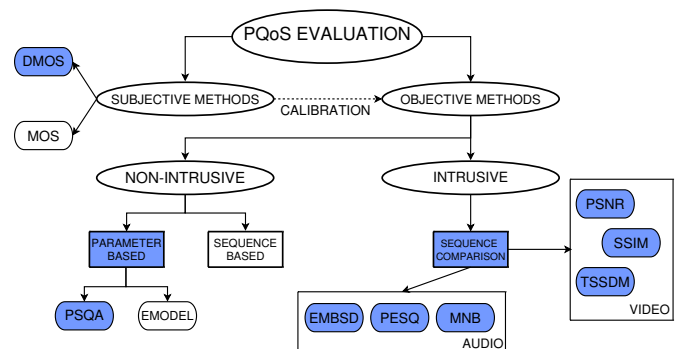 PQoS EVALUATION
DMOS
SUBJECTIVE METHODS
OBJECTIVE METHODS
CALIBRATION
MOS
NON-INTRUSIVE
INTRUSIVE
PSNR
PARAMETER
BASED
SEQUENCE
BASED
SEQUENCE
COMPARISON
SSIM
TSSDM
VIDEO
PSQA
EMODEL
EMBSD
PESQ
MNB
AUDIO